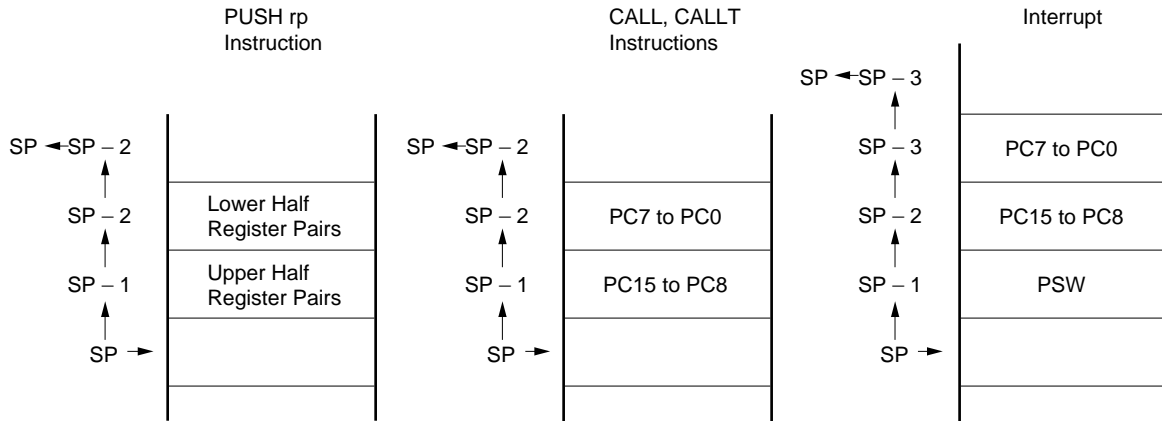 PUSH rp
Instruction
SP SP – 2
SP – 2
Lower Half
Register Pairs
SP – 1
Upper Half
Register Pairs
SP
CALL, CALLT
Instructions
SP SP – 2
SP – 2
PC7 to PC0
SP – 1
PC15 to PC8
SP
Interrupt
SP SP – 3
SP – 3
PC7 to PC0
SP – 2
PC15 to PC8
SP – 1
PSW
SP